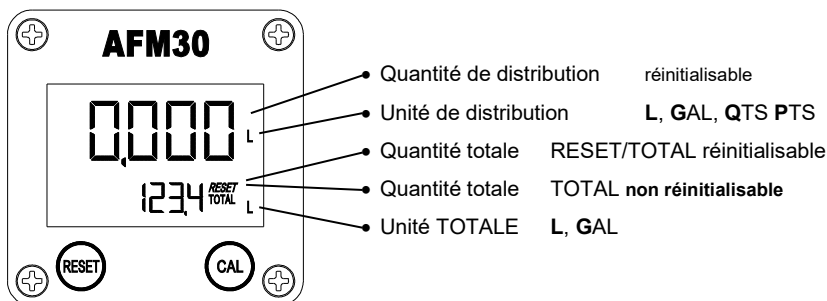 AFM30
0,000 L
123,4 RESET TOTAL L
RESET CAL
Quantité de distribution réinitialisable
Unité de distribution L, GAL, QTS PTS
Quantité totale RESET/TOTAL réinitialisable
Quantité totale TOTAL non réinitialisable
Unité TOTALE L, GAL